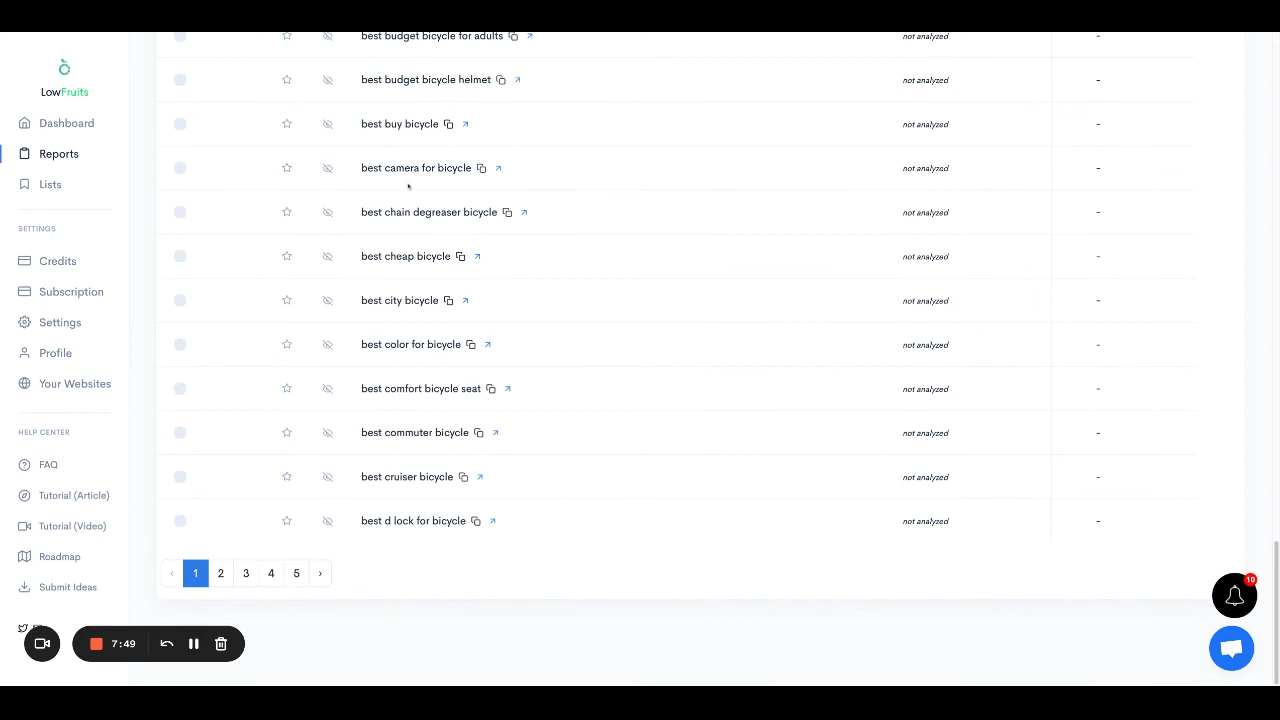 best budget bicycle for adults not analyzed -
LowFruits
best budget bicycle helmet not analyzed -
Dashboard
best buy bicycle not analyzed -
Reports
best camera for bicycle not analyzed -
Lists
best chain degreaser bicycle not analyzed -
SETTINGS
Credits
best cheap bicycle not analyzed -
Subscription
best city bicycle not analyzed -
Settings
best color for bicycle not analyzed -
Profile
Your Websites
best comfort bicycle seat not analyzed -
HELP CENTER
best commuter bicycle not analyzed -
FAQ
best cruiser bicycle not analyzed -
Tutorial (Article)
Tutorial (Video)
best d lock for bicycle not analyzed -
Roadmap
‹ 1 2 3 4 5 ›
Submit Ideas
10
7:49